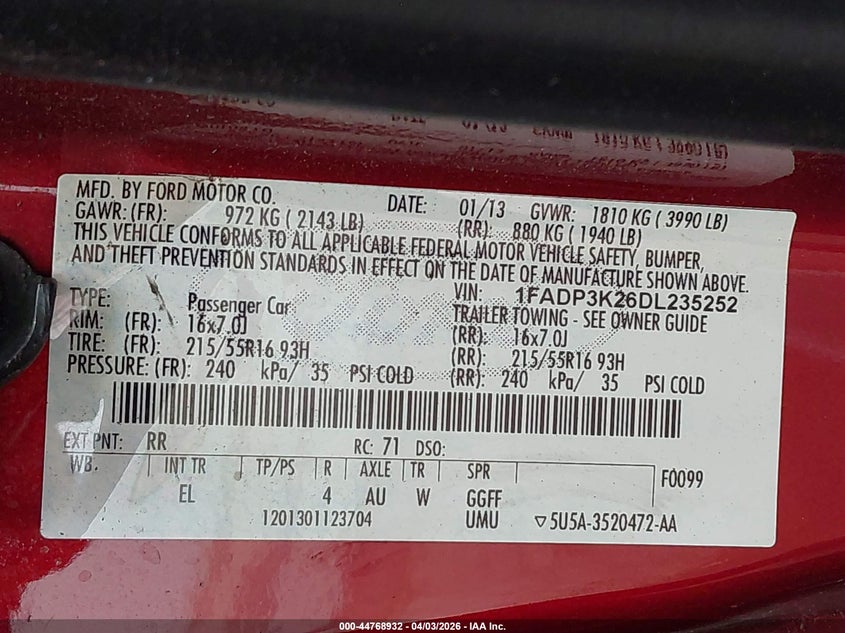 MFD. BY FORD MOTOR CO. DATE: 01/13 GVWR: 1810 KG ( 3990 LB)
GAWR: (FR): 972 KG ( 2143 LB) (RR): 880 KG ( 1940 LB)
THIS VEHICLE CONFORMS TO ALL APPLICABLE FEDERAL MOTOR VEHICLE SAFETY, BUMPER,
AND THEFT PREVENTION STANDARDS IN EFFECT ON THE DATE OF MANUFACTURE SHOWN ABOVE.
VIN: 1FADP3K26DL235252
TYPE: Passenger Car TRAILER TOWING - SEE OWNER GUIDE
RIM: (FR): 16x7.0J (RR): 16x7.0J
TIRE: (FR): 215/55R16 93H (RR): 215/55R16 93H
PRESSURE: (FR): 240 kPa/ 35 PSI COLD (RR): 240 kPa/ 35 PSI COLD
EXT PNT: RR RC: 71 DSO:
WB. INT TR TP/PS R AXLE TR SPR F0099
EL 4 AU W GGFF
1201301123704 UMU ▽5U5A-3520472-AA
000-44768932 - 04/03/2026 - IAA Inc.